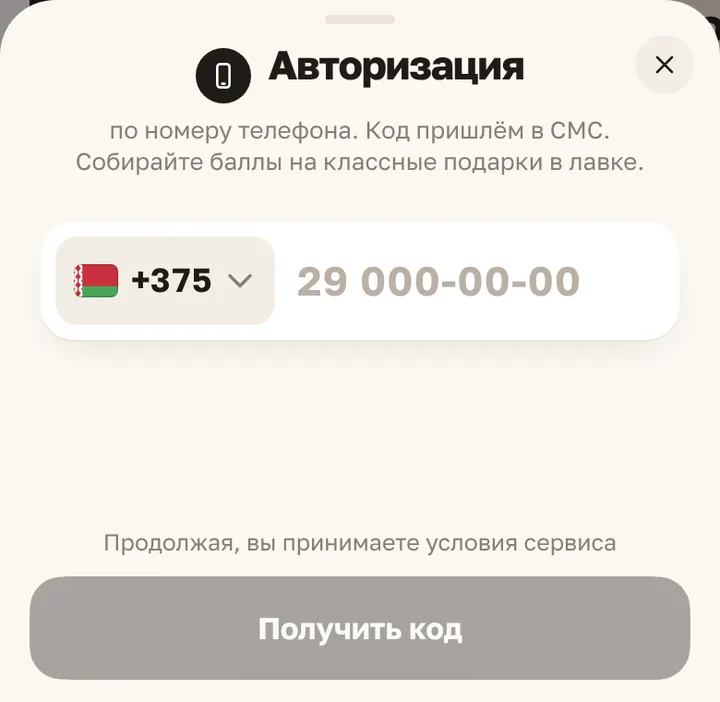 Авторизация
по номеру телефона. Код пришлём в СМС.
Собирайте баллы на классные подарки в лавке.
+375 29 000-00-00
Продолжая, вы принимаете условия сервиса
Получить код